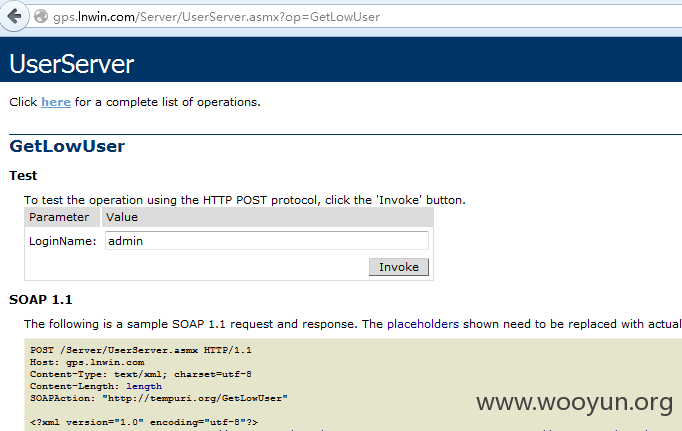 gps.lnwin.com/Server/UserServer.asmx?op=GetLowUser
UserServer
Click here for a complete list of operations.
GetLowUser
Test
To test the operation using the HTTP POST protocol, click the 'Invoke' button.
Parameter Value
LoginName: admin
Invoke
SOAP 1.1
The following is a sample SOAP 1.1 request and response. The placeholders shown need to be replaced with actual
POST /Server/UserServer.asmx HTTP/1.1
Host: gps.lnwin.com
Content-Type: text/xml; charset=utf-8
Content-Length: length
SOAPAction: "http://tempuri.org/GetLowUser"
<?xml version="1.0" encoding="utf-8"?>
www.wooyun.org